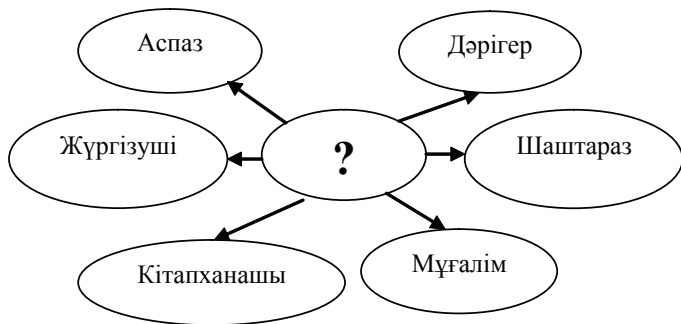 Аспаз
Дәрігер
Жүргізуші
?
Шаштараз
Кітапханашы
Мұғалім